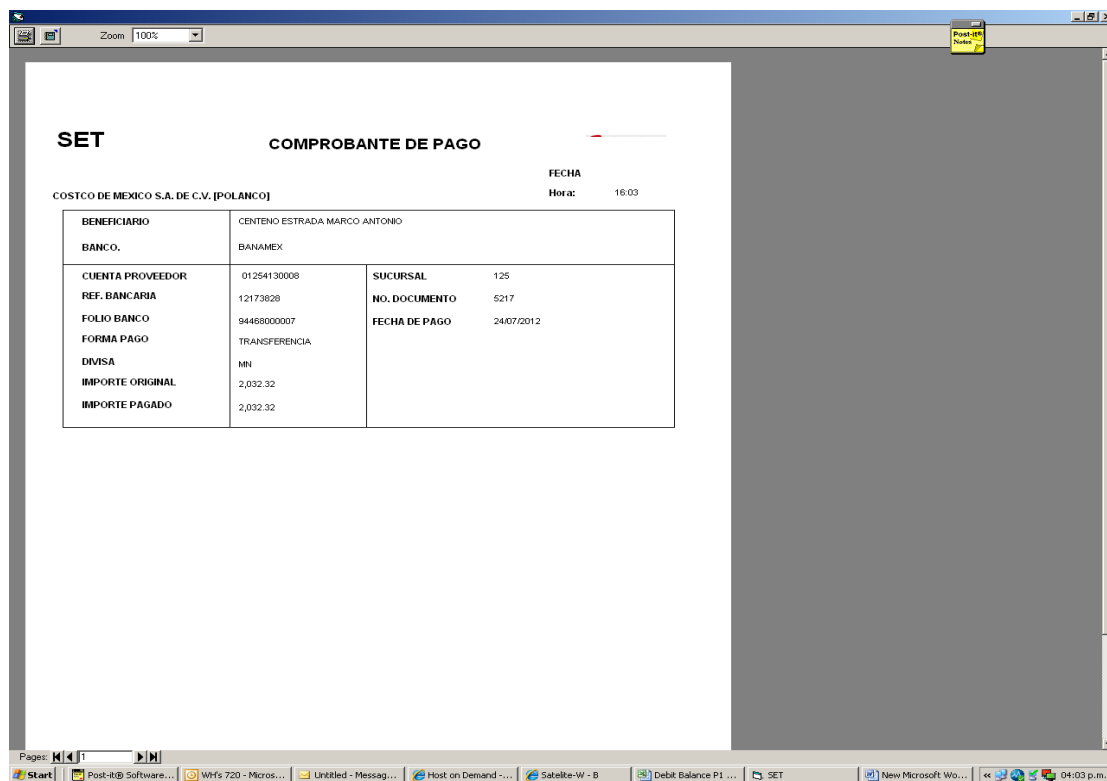 Zoom 100%
Post-it® Notes
SET
COMPROBANTE DE PAGO
FECHA
COSTCO DE MEXICO S.A. DE C.V. [POLANCO] Hora: 16:03
BENEFICIARIO CENTENO ESTRADA MARCO ANTONIO
BANCO. BANAMEX
CUENTA PROVEEDOR 01254130008 SUCURSAL 125
REF. BANCARIA 12173828 NO. DOCUMENTO 5217
FOLIO BANCO 94468000007 FECHA DE PAGO 24/07/2012
FORMA PAGO TRANSFERENCIA
DIVISA MN
IMPORTE ORIGINAL 2,032.32
IMPORTE PAGADO 2,032.32
Pages: 1
Start Post-it® Software... WH's 720 - Micros... Untitled - Messag... Host on Demand -... Satelite-W - B Debit Balance P1 ... SET New Microsoft Wo... « 04:03 p.m.